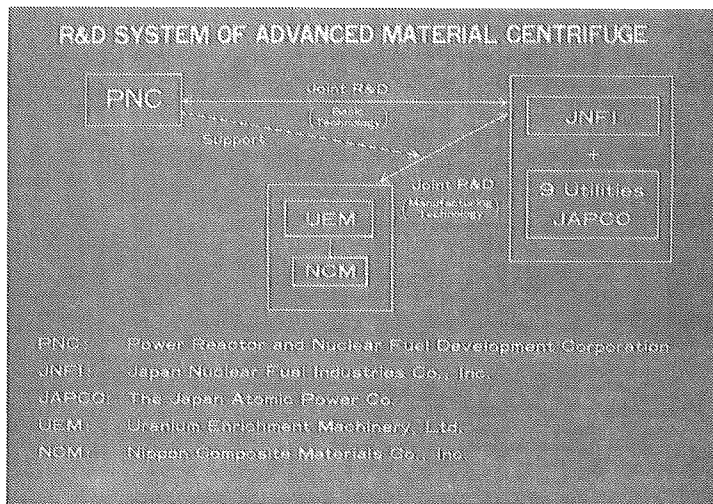 R&D SYSTEM OF ADVANCED MATERIAL CENTRIFUGE
PNC
Joint R&D
(Basic
Technology)
Support
JNFI
+
9 Utilities
JAPCO
Joint R&D
(Manufacturing
Technology)
UEM
NCM
PNC: Power Reactor and Nuclear Fuel Development Corporation
JNFI: Japan Nuclear Fuel Industries Co., Inc.
JAPCO: The Japan Atomic Power Co.
UEM: Uranium Enrichment Machinery, Ltd.
NCM: Nippon Composite Materials Co., Inc.